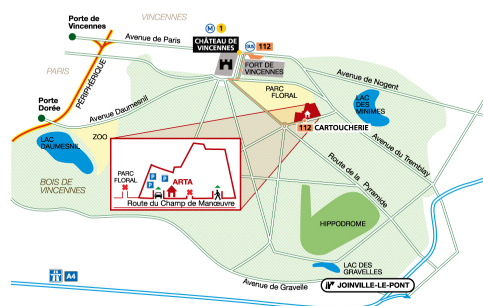 VINCENNES
Porte de
Vincennes
Avenue de Paris
M 1
BUS 112
CHÂTEAU DE
VINCENNES
FORT DE
VINCENNES
PARIS
PÉRIPHÉRIQUE
Avenue de Nogent
PARC
FLORAL
LAC
DES
MINIMES
Porte
Dorée
Avenue Daumesnil
112 CARTOUCHERIE
ZOO
LAC
DAUMESNIL
Avenue du Tremblay
PARC
FLORAL
P
P
P
ARTA
Route du Champ de Manœuvre
BOIS DE
VINCENNES
Route de la Pyramide
HIPPODROME
LAC DES
GRAVELLES
A4
Avenue de Gravelle
JOINVILLE-LE-PONT